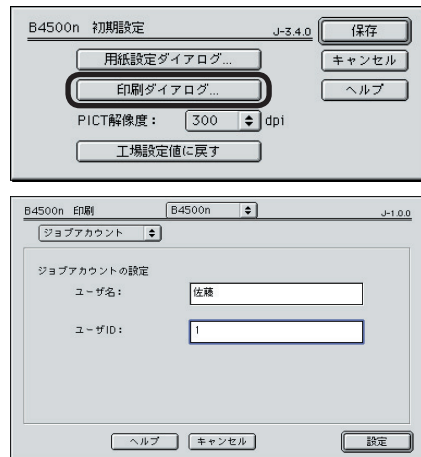 B4500n 初期設定 J-3.4.0 保存
用紙設定ダイアログ... キャンセル
印刷ダイアログ... ヘルプ
PICT解像度： 300 dpi
工場設定値に戻す
B4500n 印刷 B4500n J-1.0.0
ジョブアカウント
ジョブアカウントの設定
ユーザ名： 佐藤
ユーザID： 1
ヘルプ キャンセル 設定